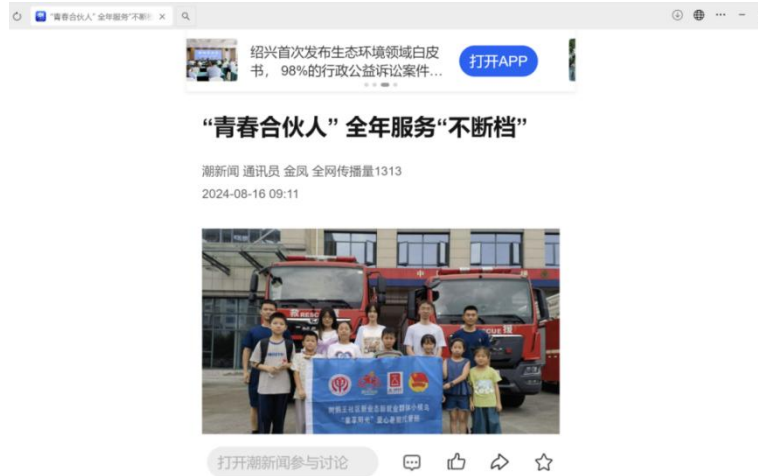 “青春合伙人” 全年服务“不断
绍兴首次发布生态环境领域白皮
书， 98%的行政公益诉讼案件…
打开APP
“青春合伙人” 全年服务“不断档”
潮新闻 通讯员 金凤 全网传播量1313
2024-08-16 09:11
救 RESC
CUE 援
打开潮新闻参与讨论